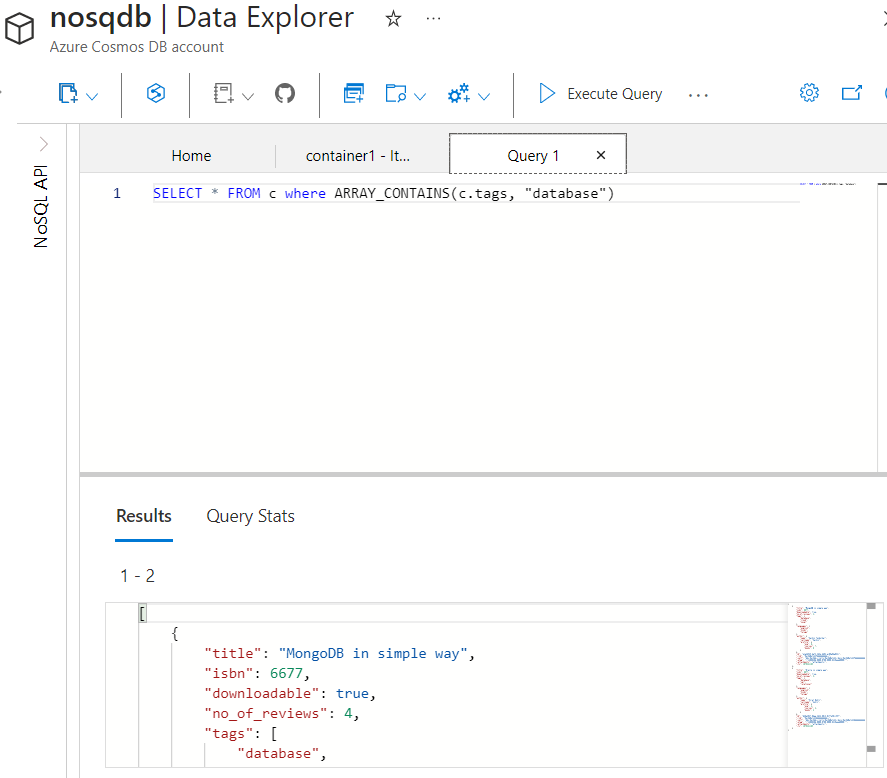 nosqdb | Data Explorer
Azure Cosmos DB account
Execute Query
NoSQL API
Home
container1 - It...
Query 1
1 SELECT * FROM c where ARRAY_CONTAINS(c.tags, "database")
Results
Query Stats
1 - 2
[
{
"title": "MongoDB in simple way",
"isbn": 6677,
"downloadable": true,
"no_of_reviews": 4,
"tags": [
"database",